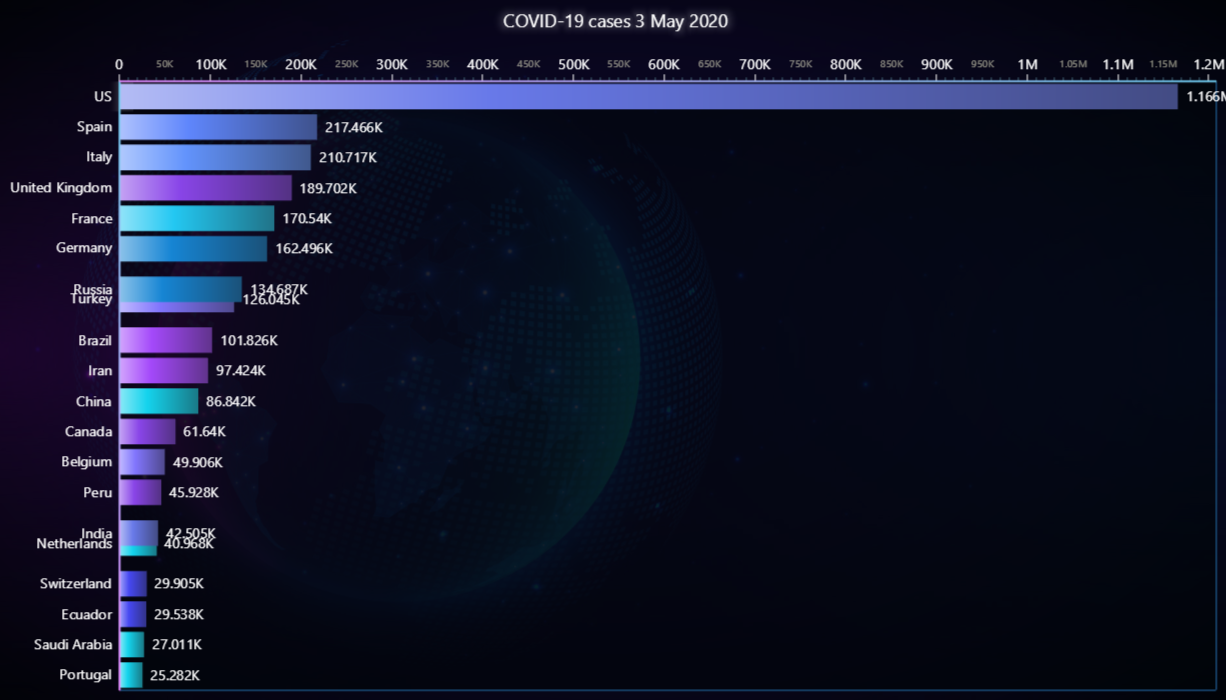 COVID-19 cases 3 May 2020
0 50K 100K 150K 200K 250K 300K 350K 400K 450K 500K 550K 600K 650K 700K 750K 800K 850K 900K 950K 1M 1.05M 1.1M 1.15M 1.2M
US 1.166M
Spain 217.466K
Italy 210.717K
United Kingdom 189.702K
France 170.54K
Germany 162.496K
Russia 134.687K
Turkey 126.045K
Brazil 101.826K
Iran 97.424K
China 86.842K
Canada 61.64K
Belgium 49.906K
Peru 45.928K
India 42.505K
Netherlands 40.968K
Switzerland 29.905K
Ecuador 29.538K
Saudi Arabia 27.011K
Portugal 25.282K